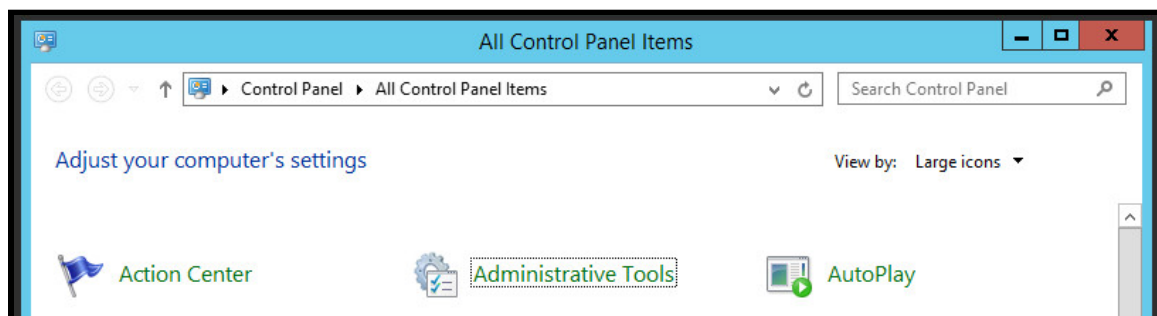 All Control Panel Items
Control Panel All Control Panel Items Search Control Panel
Adjust your computer's settings View by: Large icons
Action Center Administrative Tools AutoPlay